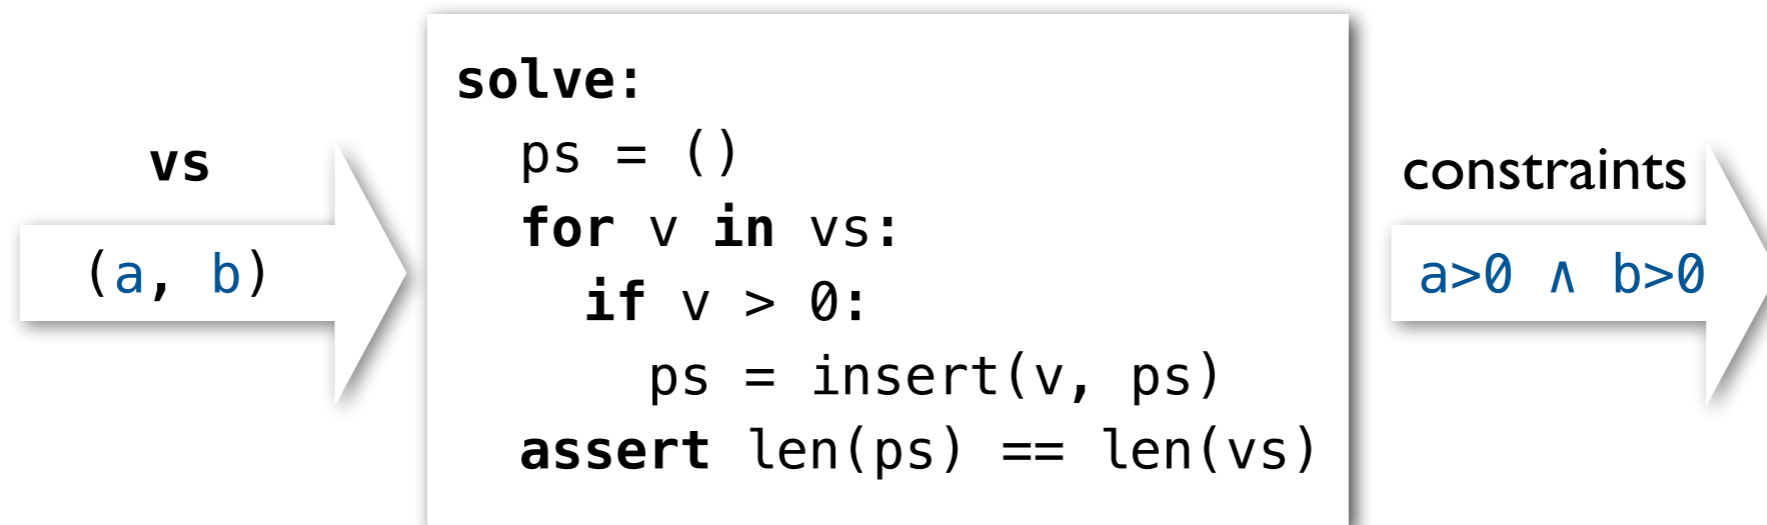 vs
(a, b)
solve:
  ps = ()
  for v in vs:
    if v > 0:
      ps = insert(v, ps)
  assert len(ps) == len(vs)
constraints
a>0 ∧ b>0